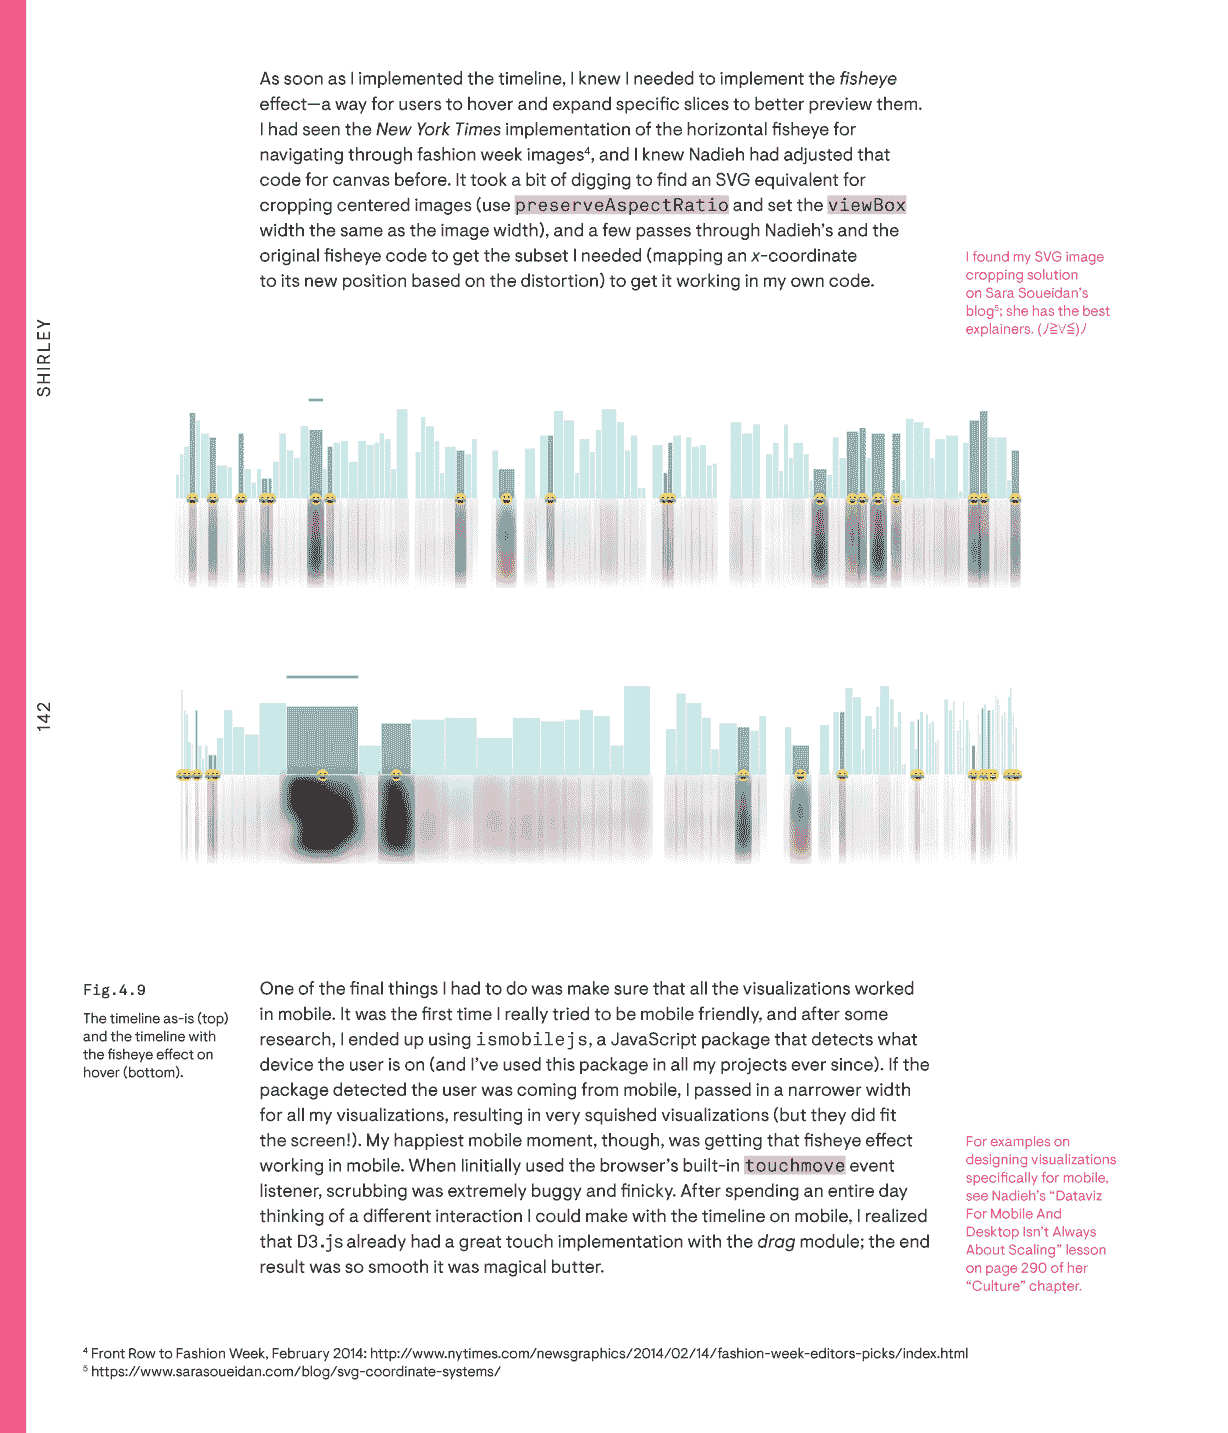 As soon as I implemented the timeline, I knew I needed to implement the fisheye
effect—a way for users to hover and expand specific slices to better preview them.
I had seen the New York Times implementation of the horizontal fisheye for
navigating through fashion week images⁴, and I knew Nadieh had adjusted that
code for canvas before. It took a bit of digging to find an SVG equivalent for
cropping centered images (use preserveAspectRatio and set the viewBox
width the same as the image width), and a few passes through Nadieh's and the
original fisheye code to get the subset I needed (mapping an x-coordinate
to its new position based on the distortion) to get it working in my own code.
I found my SVG image
cropping solution
on Sara Soueidan's
blog⁵; she has the best
explainers. (ﾉ≧∀≦)ﾉ
SHIRLEY
142
Fig.4.9
The timeline as-is (top)
and the timeline with
the fisheye effect on
hover (bottom).
One of the final things I had to do was make sure that all the visualizations worked
in mobile. It was the first time I really tried to be mobile friendly, and after some
research, I ended up using ismobilejs, a JavaScript package that detects what
device the user is on (and I've used this package in all my projects ever since). If the
package detected the user was coming from mobile, I passed in a narrower width
for all my visualizations, resulting in very squished visualizations (but they did fit
the screen!). My happiest mobile moment, though, was getting that fisheye effect
working in mobile. When Iinitially used the browser's built-in touchmove event
listener, scrubbing was extremely buggy and finicky. After spending an entire day
thinking of a different interaction I could make with the timeline on mobile, I realized
that D3.js already had a great touch implementation with the drag module; the end
result was so smooth it was magical butter.
For examples on
designing visualizations
specifically for mobile,
see Nadieh's "Dataviz
For Mobile And
Desktop Isn't Always
About Scaling" lesson
on page 290 of her
"Culture" chapter.
⁴ Front Row to Fashion Week, February 2014: http://www.nytimes.com/newsgraphics/2014/02/14/fashion-week-editors-picks/index.html
⁵ https://www.sarasoueidan.com/blog/svg-coordinate-systems/